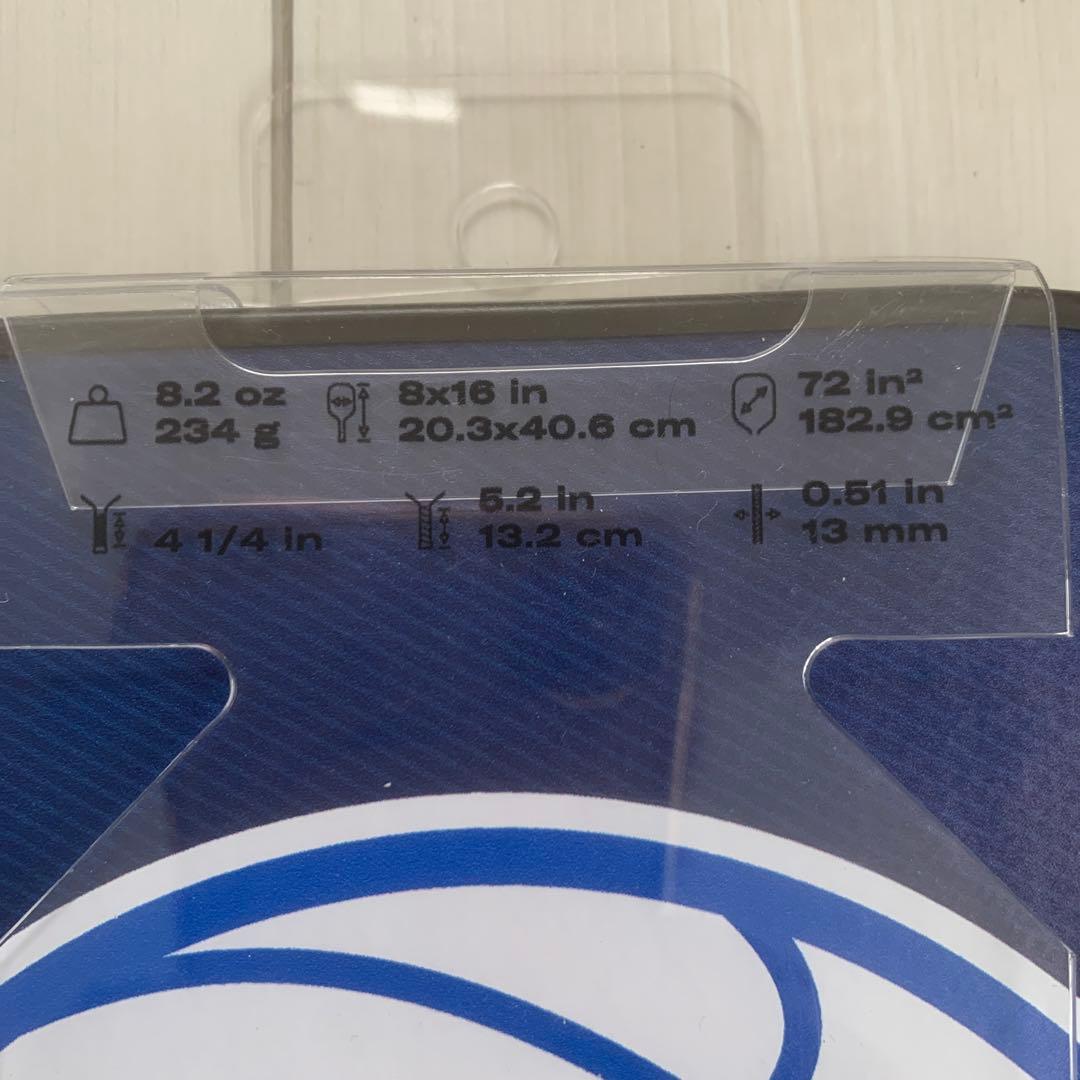 8.2 oz
234 g
8x16 in
20.3x40.6 cm
72 in²
182.9 cm²
4 1/4 in
5.2 in
13.2 cm
0.51 in
13 mm